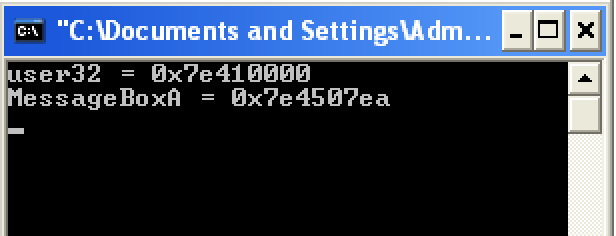 "C:\Documents and Settings\Adm...
user32 = 0x7e410000
MessageBoxA = 0x7e4507ea